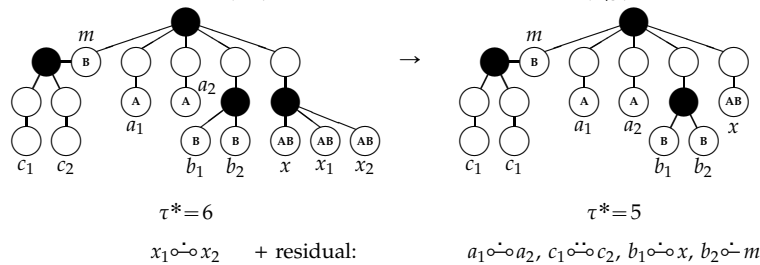 m → m
B B
a₂
A A A A AB
a₁ a₁ a₂ x
B B AB AB AB B B
c₁ c₂ b₁ b₂ x x₁ x₂ c₁ c₁ b₁ b₂
τ*=6 τ*=5
x₁ x₂ + residual: a₁ a₂, c₁ c₂, b₁ x, b₂ m